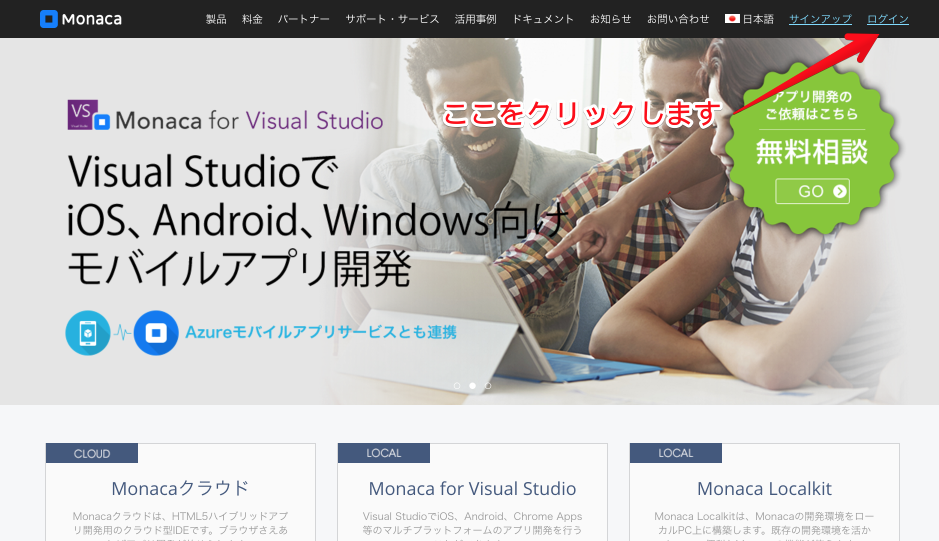 Monaca
製品 料金 パートナー サポート・サービス 活用事例 ドキュメント お知らせ お問い合わせ 日本語 サインアップ ログイン
ここをクリックします
アプリ開発の
ご依頼はこちら
無料相談
GO
VS Monaca for Visual Studio
Visual Studioで
iOS、Android、Windows向け
モバイルアプリ開発
Azureモバイルアプリサービスとも連携
CLOUD
Monacaクラウド
Monacaクラウドは、HTML5ハイブリッドアプ
リ開発用のクラウド型IDEです。ブラウザさえあ
LOCAL
Monaca for Visual Studio
Visual StudioでiOS、Android、Chrome Apps
等のマルチプラットフォームのアプリ開発を行う
LOCAL
Monaca Localkit
Monaca Localkitは、Monacaの開発環境をロー
カルPC上に構築します。既存の開発環境を活か